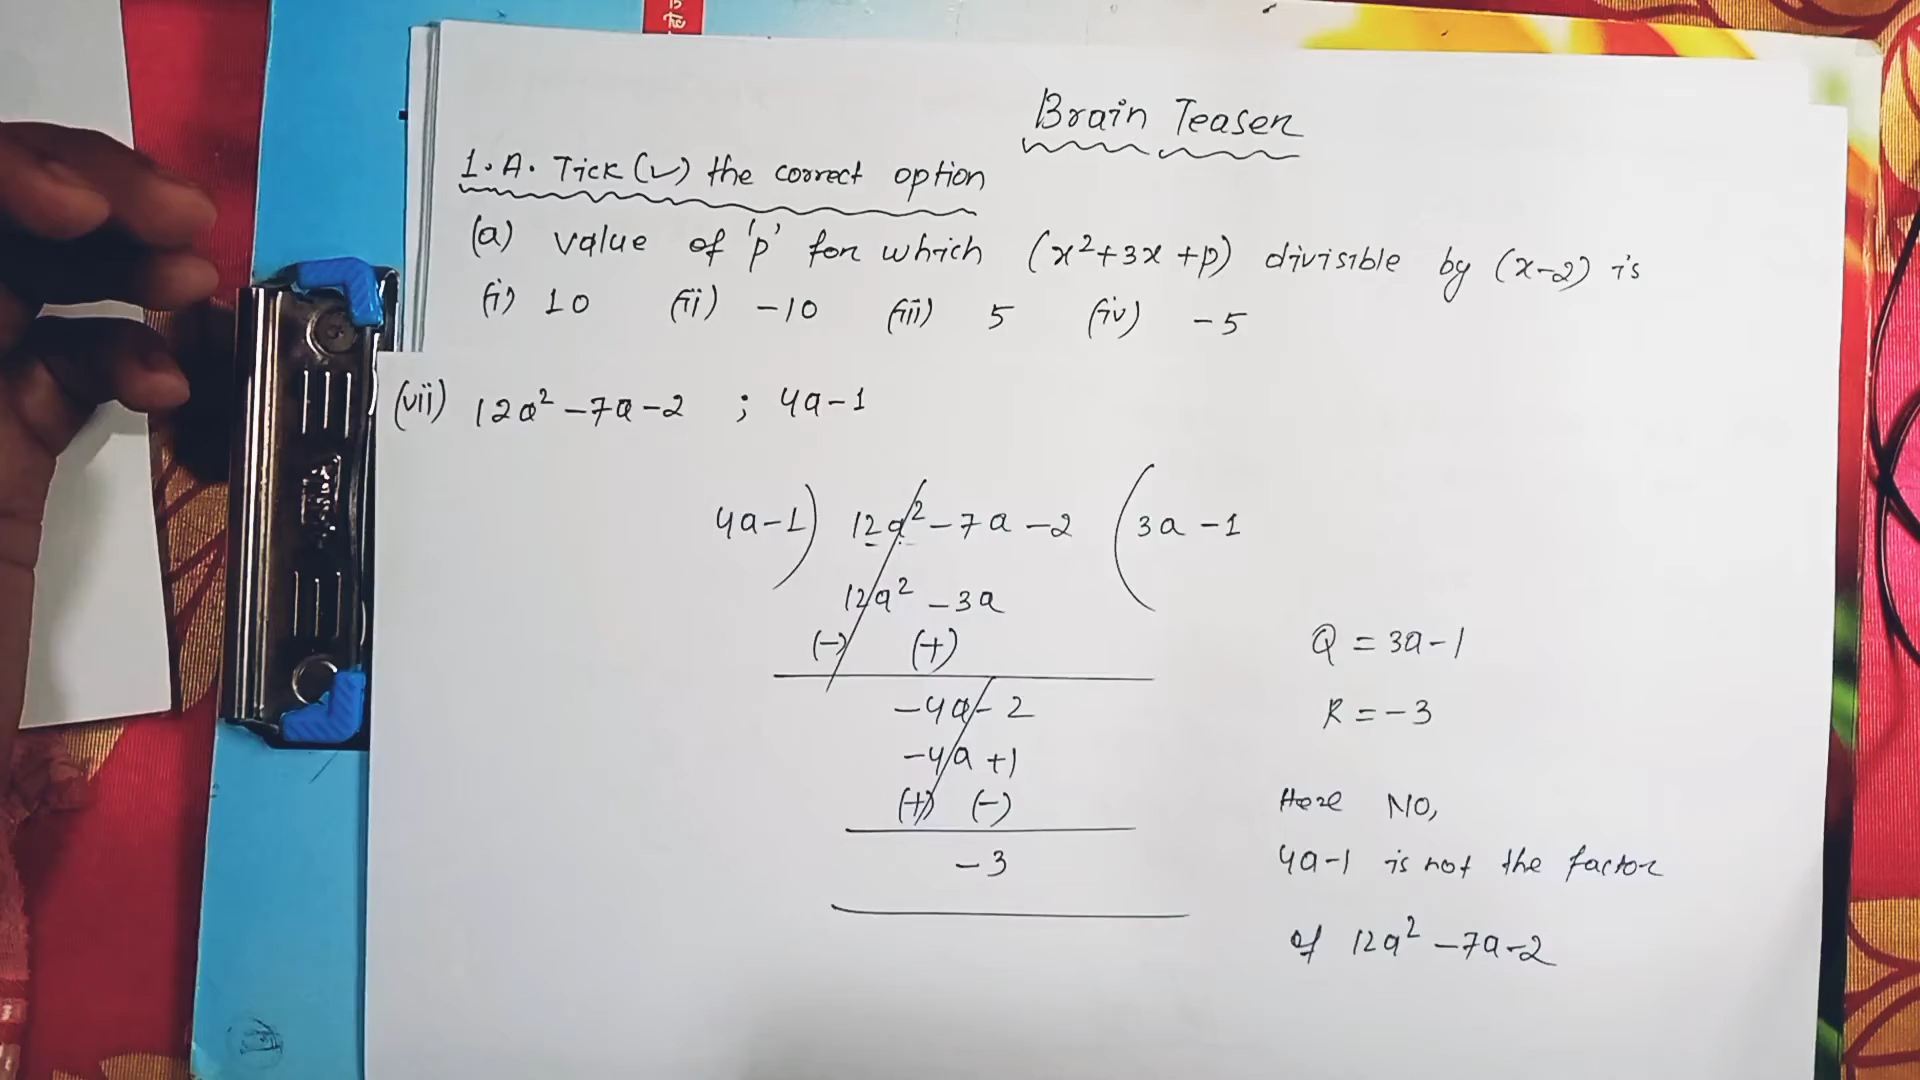 Brain Teaser
1. A. Tick (✓) the correct option
(a) value of 'p' for which (x²+3x+p) divisible by (x-2) is
(i) 10 (ii) -10 (iii) 5 (iv) -5
(vii) 12a²-7a-2 ; 4a-1
4a-1) 12a²-7a-2 (3a-1
12a²-3a
(-) (+)
-4a-2
-4a+1
(+) (-)
-3
Q = 3a-1
R = -3
Here NO,
4a-1 is not the factor
of 12a²-7a-2